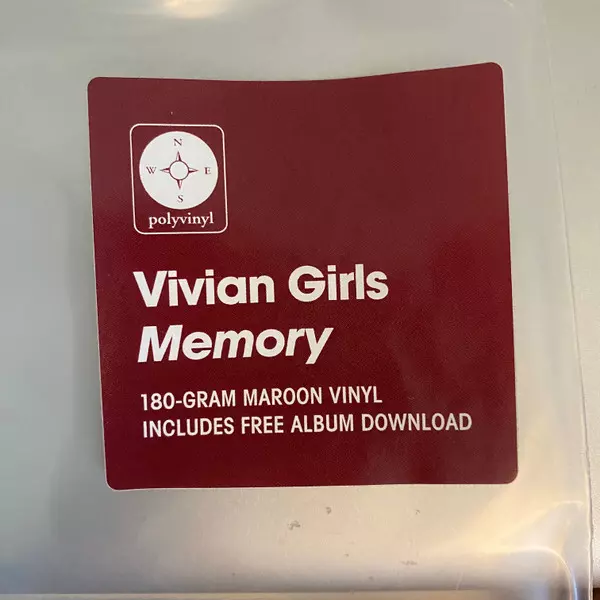 N
W E
S
polyvinyl
Vivian Girls
Memory
180-GRAM MAROON VINYL
INCLUDES FREE ALBUM DOWNLOAD